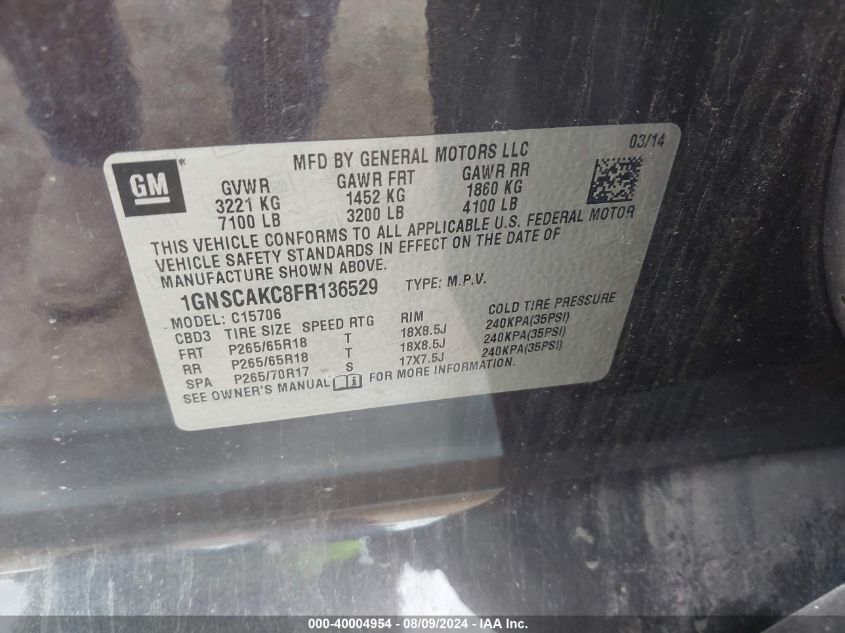 MFD BY GENERAL MOTORS LLC 03/14
GM ®
GVWR GAWR FRT GAWR RR
3221 KG 1452 KG 1860 KG
7100 LB 3200 LB 4100 LB
THIS VEHICLE CONFORMS TO ALL APPLICABLE U.S. FEDERAL MOTOR
VEHICLE SAFETY STANDARDS IN EFFECT ON THE DATE OF
MANUFACTURE SHOWN ABOVE.
1GNSCAKC8FR136529 TYPE: M.P.V.
MODEL: C15706
CBD3 TIRE SIZE SPEED RTG RIM COLD TIRE PRESSURE
FRT P265/65R18 T 18X8.5J 240KPA(35PSI)
RR P265/65R18 T 18X8.5J 240KPA(35PSI)
SPA P265/70R17 S 17X7.5J 240KPA(35PSI)
SEE OWNER'S MANUAL FOR MORE INFORMATION.
000-40004954 - 08/09/2024 - www.iaai.com